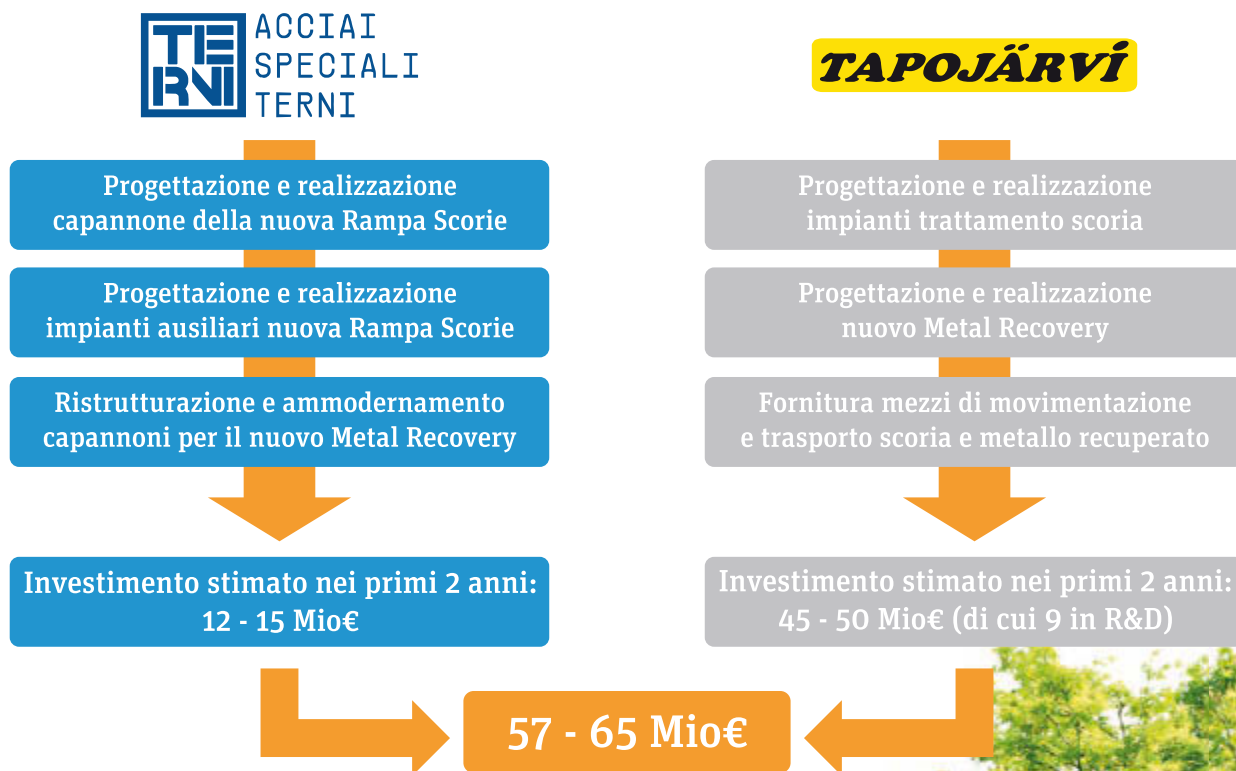 TERNI
ACCIAI
SPECIALI
TERNI
Progettazione e realizzazione
capannone della nuova Rampa Scorie
Progettazione e realizzazione
impianti ausiliari nuova Rampa Scorie
Ristrutturazione e ammodernamento
capannoni per il nuovo Metal Recovery
Investimento stimato nei primi 2 anni:
12 - 15 Mio€
TAPOJÄRVI
Progettazione e realizzazione
impianti trattamento scoria
Progettazione e realizzazione
nuovo Metal Recovery
Fornitura mezzi di movimentazione
e trasporto scoria e metallo recuperato
Investimento stimato nei primi 2 anni:
45 - 50 Mio€ (di cui 9 in R&D)
57 - 65 Mio€